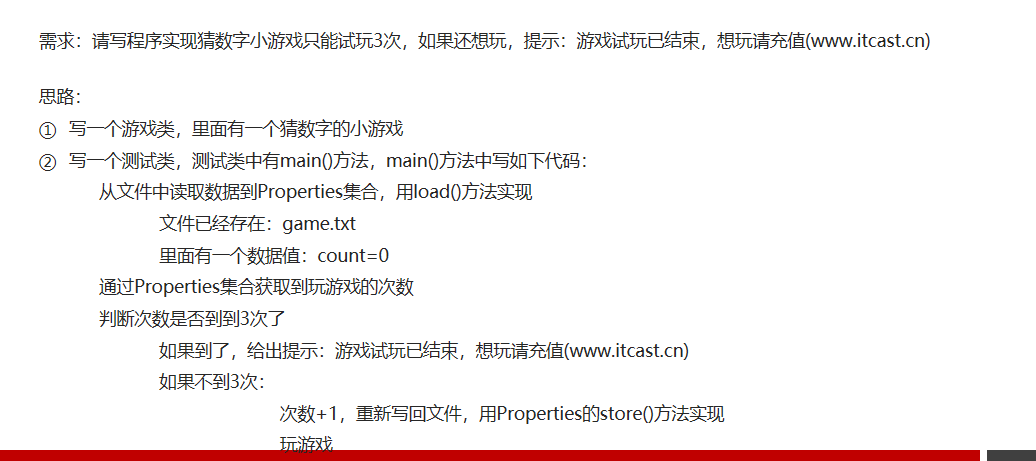 需求：请写程序实现猜数字小游戏只能试玩3次，如果还想玩，提示：游戏试玩已结束，想玩请充值(www.itcast.cn)
思路：
① 写一个游戏类，里面有一个猜数字的小游戏
② 写一个测试类，测试类中有main()方法，main()方法中写如下代码：
从文件中读取数据到Properties集合，用load()方法实现
文件已经存在：game.txt
里面有一个数据值：count=0
通过Properties集合获取到玩游戏的次数
判断次数是否到到3次了
如果到了，给出提示：游戏试玩已结束，想玩请充值(www.itcast.cn)
如果不到3次：
次数+1，重新写回文件，用Properties的store()方法实现
玩游戏